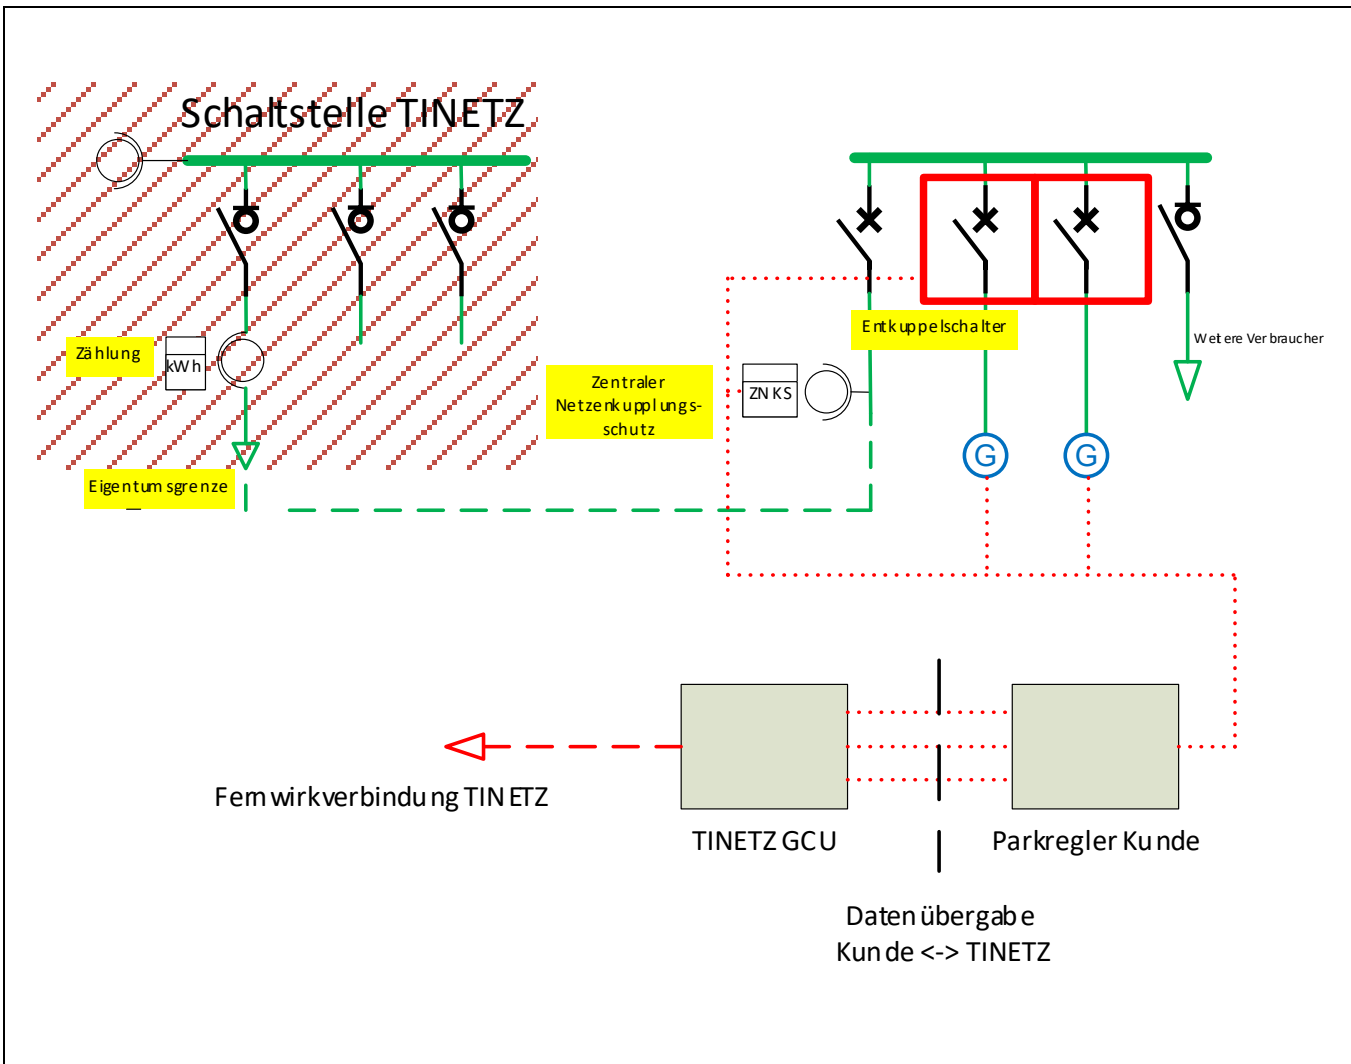 Schaltstelle TINETZ
Zählung
kWh
Eigentumsgrenze
Zentraler
Netzenkupplungs-
schutz
ZNKS
Entkuppelschalter
Wetere Verbraucher
G
G
Fernwirkverbindung TINETZ
TINETZ GCU
Parkregler Kunde
Datenübergabe
Kunde <-> TINETZ